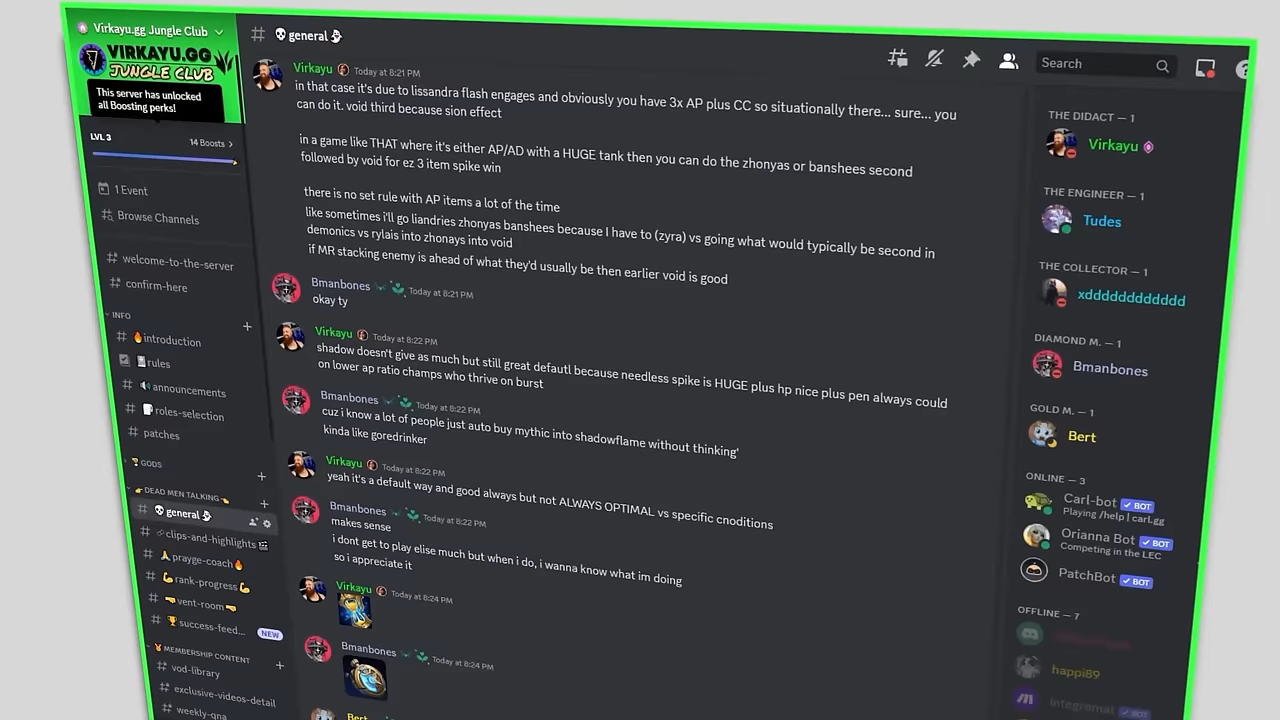 Virkayu.gg Jungle Club
VIRKAYU.GG
JUNGLE CLUB
This server has unlocked
all Boosting perks!
LVL 3
14 Boosts
1 Event
Browse Channels
welcome-to-the-server
confirm-here
INFO
introduction
rules
announcements
roles-selection
patches
GODS
DEAD MEN TALKING
general
clips-and-highlights
prayge-coach
rank-progress
vent-room
success-feed...
NEW
MEMBERSHIP CONTENT
vod-library
exclusive-videos-detail
weekly-qna
general
Search
Virkayu Today at 8:21 PM
in that case it's due to lissandra flash engages and obviously you have 3x AP plus CC so situationally there... sure... you
can do it. void third because sion effect
in a game like THAT where it's either AP/AD with a HUGE tank then you can do the zhonyas or banshees second
followed by void for ez 3 item spike win
there is no set rule with AP items a lot of the time
like sometimes i'll go liandries zhonyas banshees because I have to (zyra) vs going what would typically be second in
demonics vs rylais into zhonays into void
if MR stacking enemy is ahead of what they'd usually be then earlier void is good
Bmanbones Today at 8:21 PM
okay ty
Virkayu Today at 8:22 PM
shadow doesn't give as much but still great defautl because needless spike is HUGE plus hp nice plus pen always could
on lower ap ratio champs who thrive on burst
Bmanbones Today at 8:22 PM
cuz i know a lot of people just auto buy mythic into shadowflame without thinking'
kinda like goredrinker
Virkayu Today at 8:22 PM
yeah it's a default way and good always but not ALWAYS OPTIMAL vs specific cnoditions
Bmanbones Today at 8:22 PM
makes sense
i dont get to play elise much but when i do, i wanna know what im doing
so i appreciate it
Virkayu Today at 8:24 PM
Bmanbones Today at 8:24 PM
Bert
THE DIDACT — 1
Virkayu
THE ENGINEER — 1
Tudes
THE COLLECTOR — 1
xdddddddddddd
DIAMOND M. — 1
Bmanbones
GOLD M. — 1
Bert
ONLINE — 3
Carl-bot BOT
Playing /help | carl.gg
Orianna Bot BOT
Competing in the LEC
PatchBot BOT
OFFLINE — 7
happi89
Integromat BOT